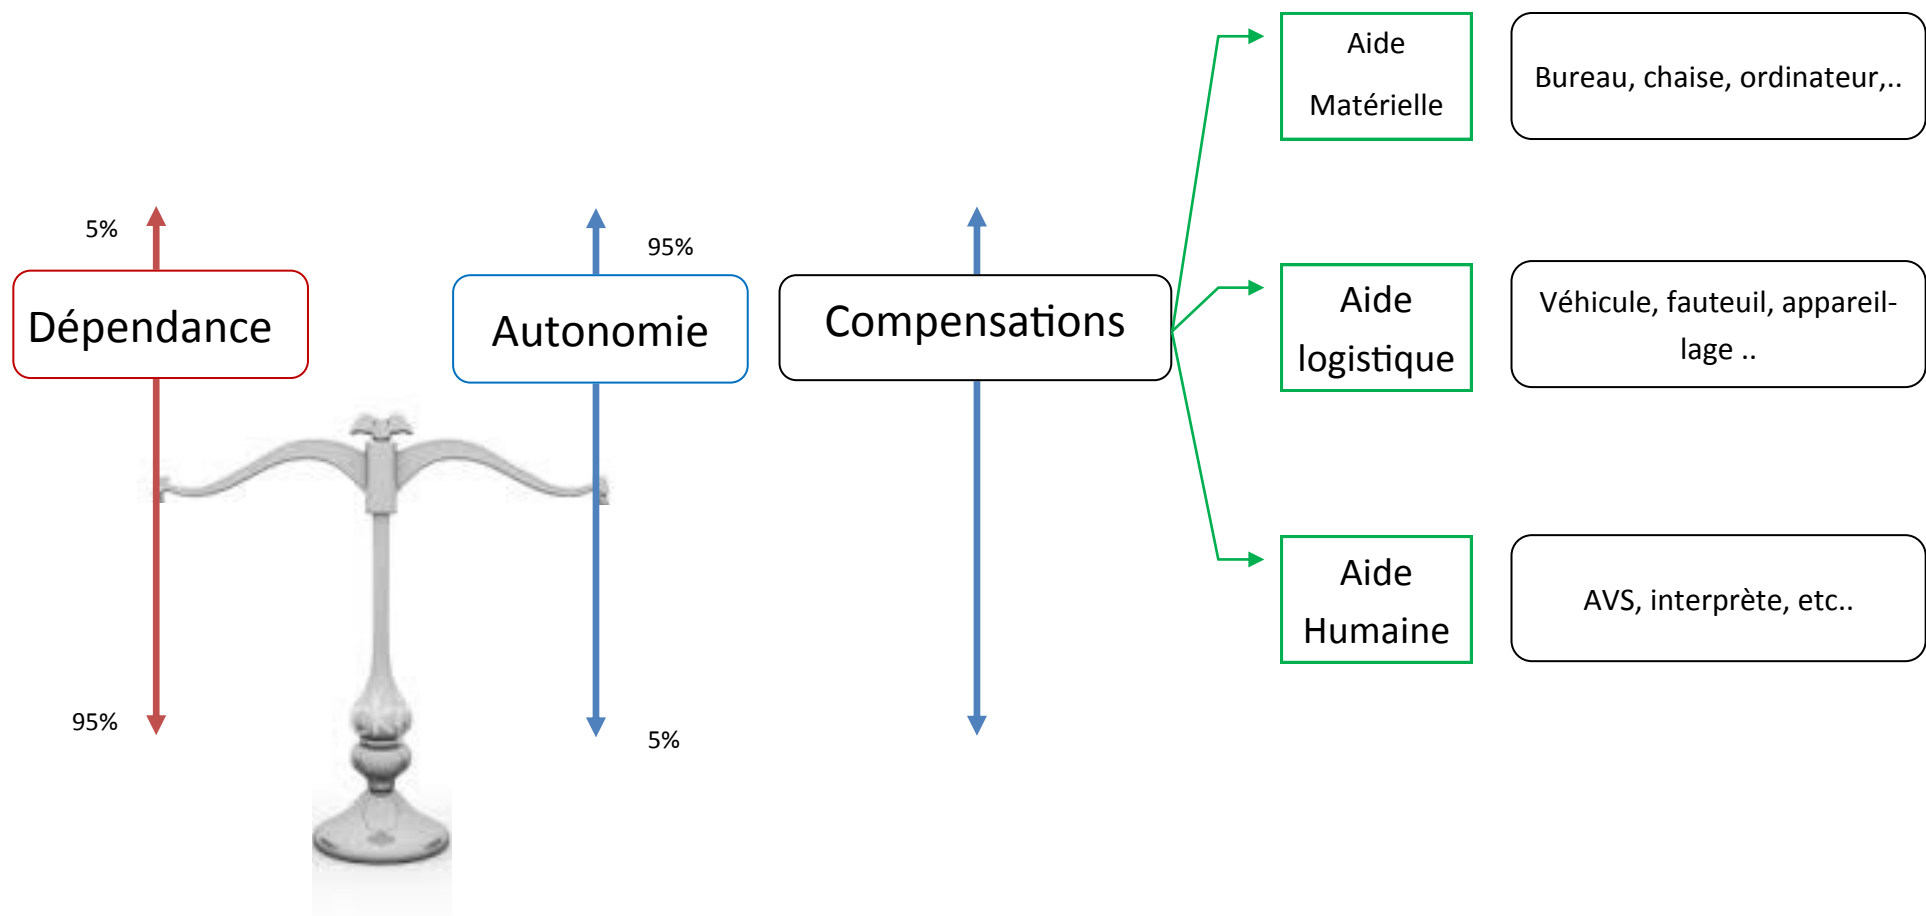 5%
95%
Dépendance
Autonomie
Compensations
95%
5%
Aide
Matérielle
Bureau, chaise, ordinateur,..
Aide
logistique
Véhicule, fauteuil, appareil-
lage ..
Aide
Humaine
AVS, interprète, etc..